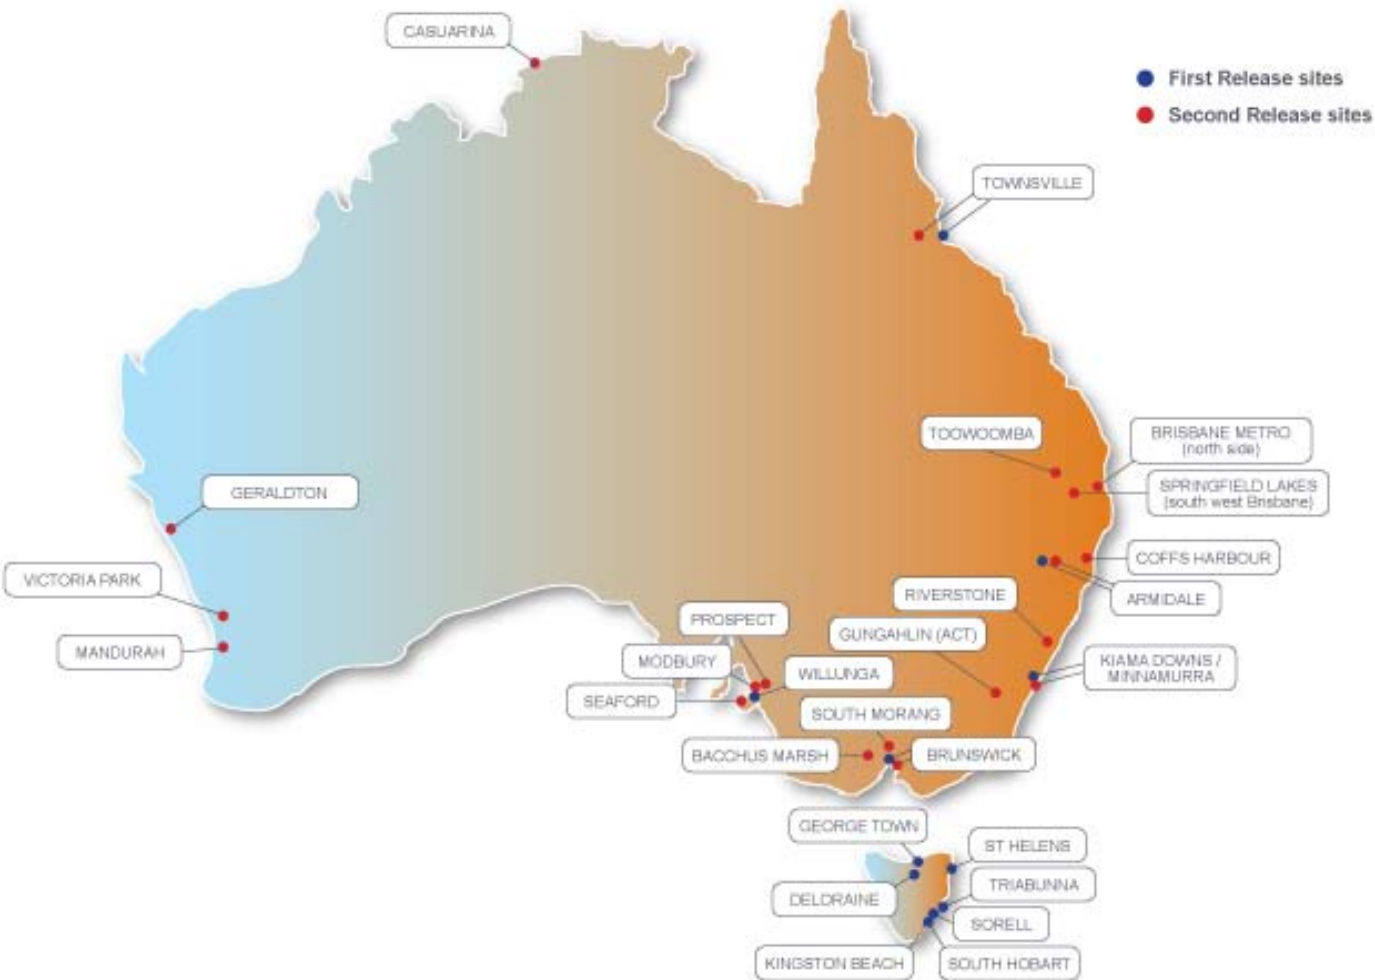 CASUARINA
First Release sites
Second Release sites
TOWNSVILLE
TOOWOOMBA
BRISBANE METRO
(north side)
SPRINGFIELD LAKES
(south west Brisbane)
GERALDTON
COFFS HARBOUR
VICTORIA PARK
RIVERSTONE
ARMIDALE
PROSPECT
GUNGAHLIN (ACT)
MANDURAH
MODBURY
KIAMA DOWNS /
MINNAMURRA
WILLUNGA
SEAFORD
SOUTH MORANG
BACCHUS MARSH
BRUNSWICK
GEORGE TOWN
ST HELENS
TRIABUNNA
DELORAINE
SORELL
KINGSTON BEACH
SOUTH HOBART